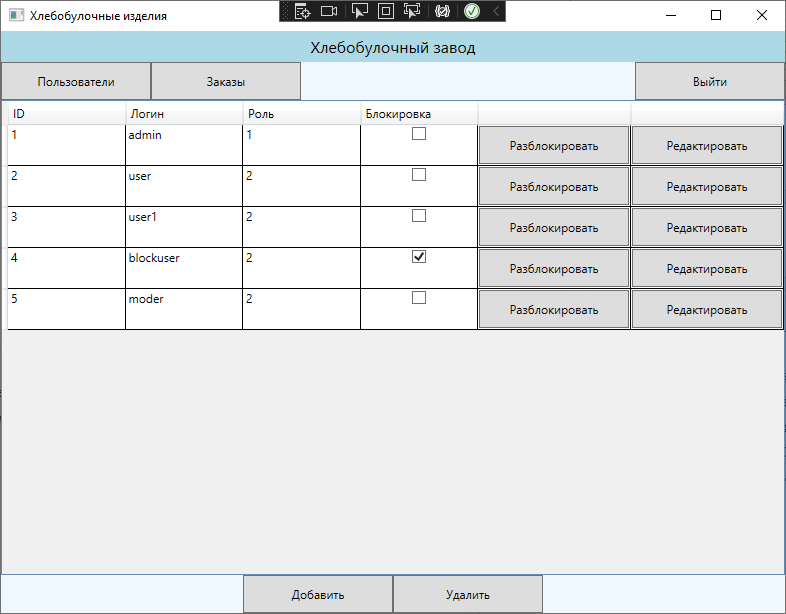 Хлебобулочные изделия
Хлебобулочный завод
Пользователи Заказы Выйти
ID Логин Роль Блокировка
1 admin 1 Разблокировать Редактировать
2 user 2 Разблокировать Редактировать
3 user1 2 Разблокировать Редактировать
4 blockuser 2 Разблокировать Редактировать
5 moder 2 Разблокировать Редактировать
Добавить Удалить